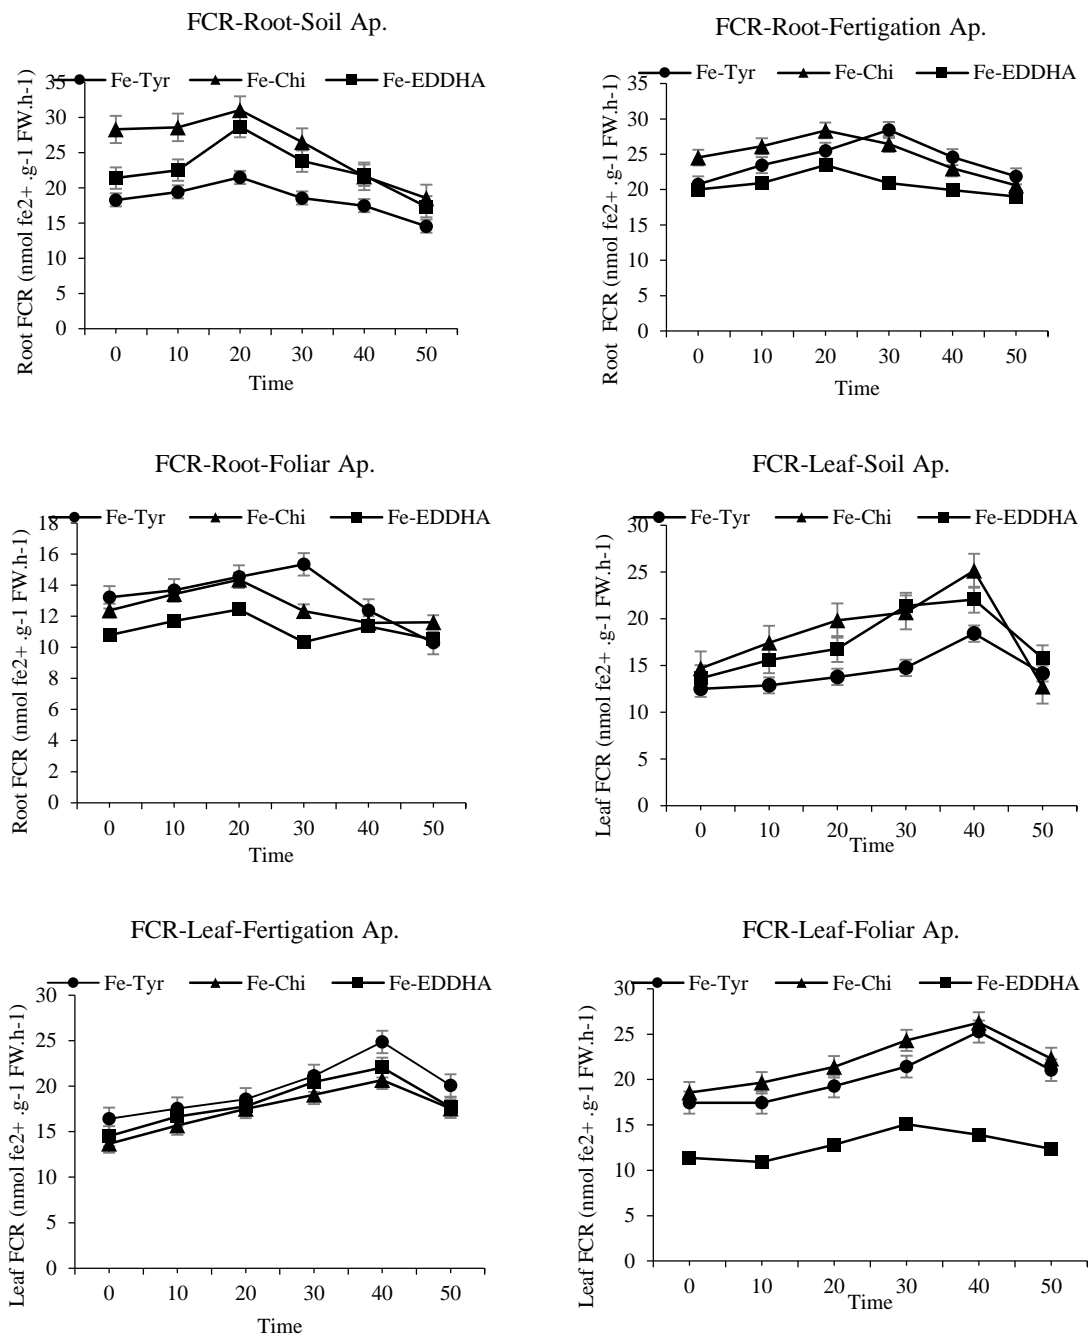 FCR-Root-Soil Ap.
Fe-Tyr Fe-Chi Fe-EDDHA
Root FCR (nmol fe2+ .g-1 FW.h-1)
35
30
25
20
15
10
5
0
0 10 20 30 40 50
Time
FCR-Root-Fertigation Ap.
Fe-Tyr Fe-Chi Fe-EDDHA
Root FCR (nmol fe2+ .g-1 FW.h-1)
35
30
25
20
15
10
5
0
0 10 20 30 40 50
Time
FCR-Root-Foliar Ap.
Fe-Tyr Fe-Chi Fe-EDDHA
Root FCR (nmol fe2+ .g-1 FW.h-1)
18
16
14
12
10
8
6
4
2
0
0 10 20 30 40 50
Time
FCR-Leaf-Soil Ap.
Fe-Tyr Fe-Chi Fe-EDDHA
Leaf FCR (nmol fe2+ .g-1 FW.h-1)
30
25
20
15
10
5
0
0 10 20 30 40 50
Time
FCR-Leaf-Fertigation Ap.
Fe-Tyr Fe-Chi Fe-EDDHA
Leaf FCR (nmol fe2+ .g-1 FW.h-1)
30
25
20
15
10
5
0
0 10 20 30 40 50
Time
FCR-Leaf-Foliar Ap.
Fe-Tyr Fe-Chi Fe-EDDHA
Leaf FCR (nmol fe2+ .g-1 FW.h-1)
30
25
20
15
10
5
0
0 10 20 30 40 50
Time